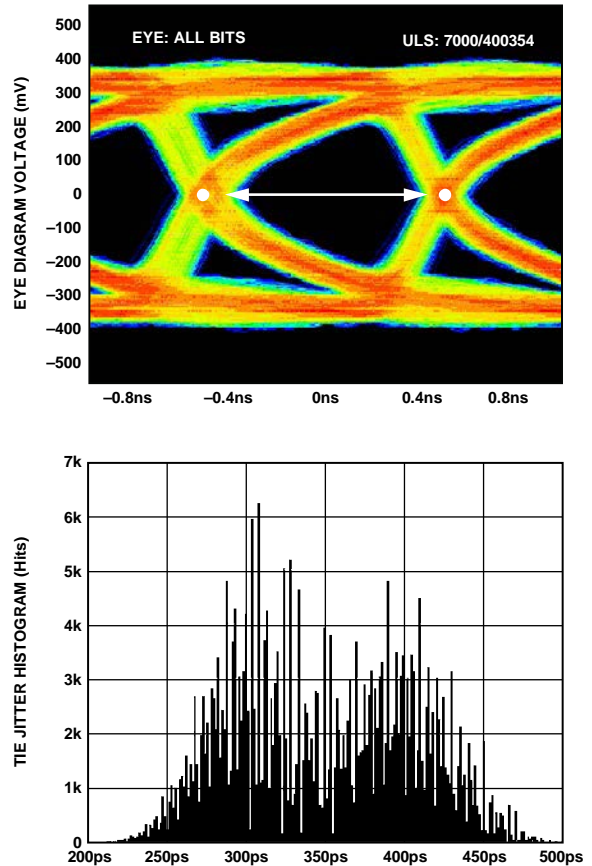 EYE DIAGRAM VOLTAGE (mV)
500
400
300
200
100
0
–100
–200
–300
–400
–500
EYE: ALL BITS
ULS: 7000/400354
–0.8ns
–0.4ns
0ns
0.4ns
0.8ns
TIE JITTER HISTOGRAM (Hits)
7k
6k
5k
4k
3k
2k
1k
0
200ps
250ps
300ps
350ps
400ps
450ps
500ps